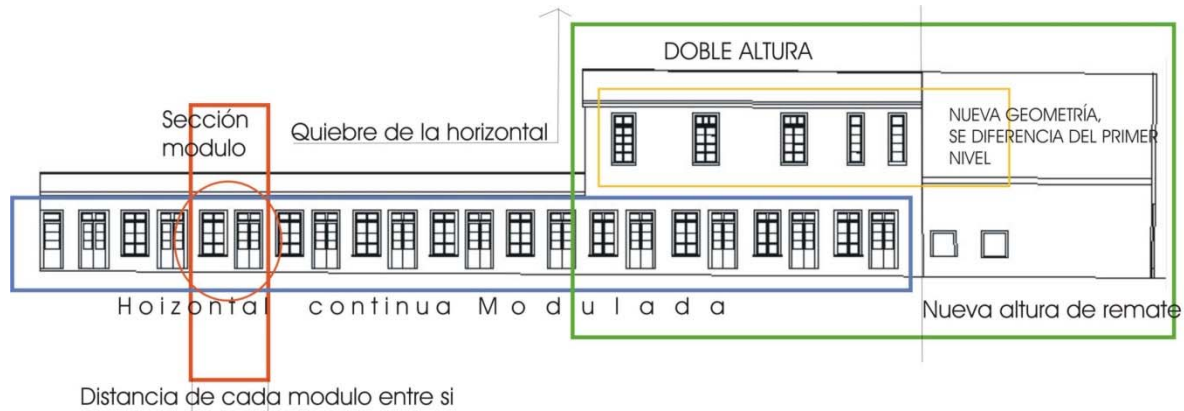 DOBLE ALTURA
Sección
modulo
Quiebre de la horizontal
NUEVA GEOMETRÍA,
SE DIFERENCIA DEL PRIMER
NIVEL
Hoizontal continua Modulada
Nueva altura de remate
Distancia de cada modulo entre si